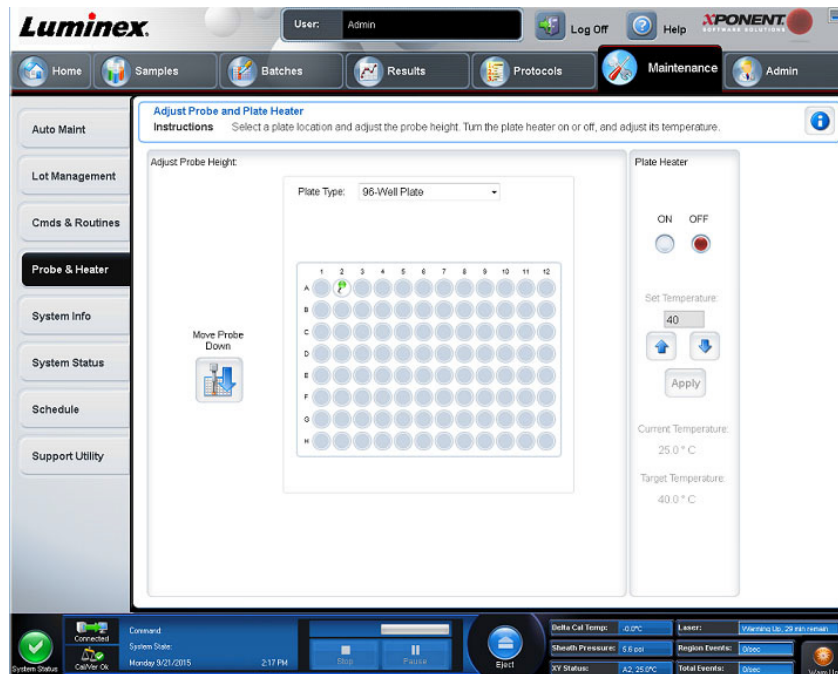 Luminex.
User: Admin
Log Off
Help
XPONENT.
SOFTWARE SOLUTIONS
Home
Samples
Batches
Results
Protocols
Maintenance
Admin
Auto Maint
Lot Management
Cmds & Routines
Probe & Heater
System Info
System Status
Schedule
Support Utility
Adjust Probe and Plate Heater
Instructions Select a plate location and adjust the probe height. Turn the plate heater on or off, and adjust its temperature.
Adjust Probe Height:
Plate Type: 96-Well Plate
1 2 3 4 5 6 7 8 9 10 11 12
A
B
C
D
E
F
G
H
Move Probe
Down
Plate Heater
ON OFF
Set Temperature:
40
Apply
Current Temperature:
25.0 ° C
Target Temperature:
40.0 ° C
System Status
Connected
Cal/Ver Ok
Command:
System State:
Monday 9/21/2015 2:17 PM
Stop
Pause
Eject
Delta Cal Temp: -0.0°C
Sheath Pressure: 5.6 psi
XY Status: A2, 25.0°C
Laser: Warming Up, 29 min remain
Region Events: 0/sec
Total Events: 0/sec
Warm Up